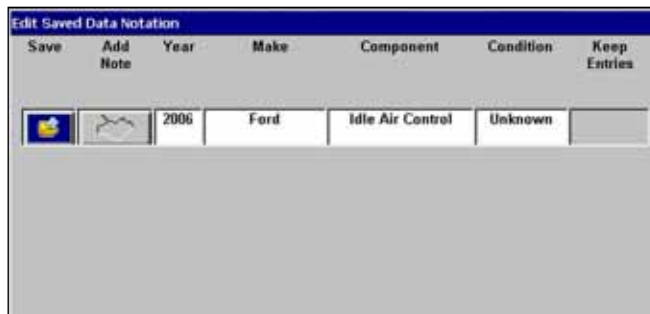 Edit Saved Data Notation
Save Add Note Year Make Component Condition Keep Entries
2006 Ford Idle Air Control Unknown